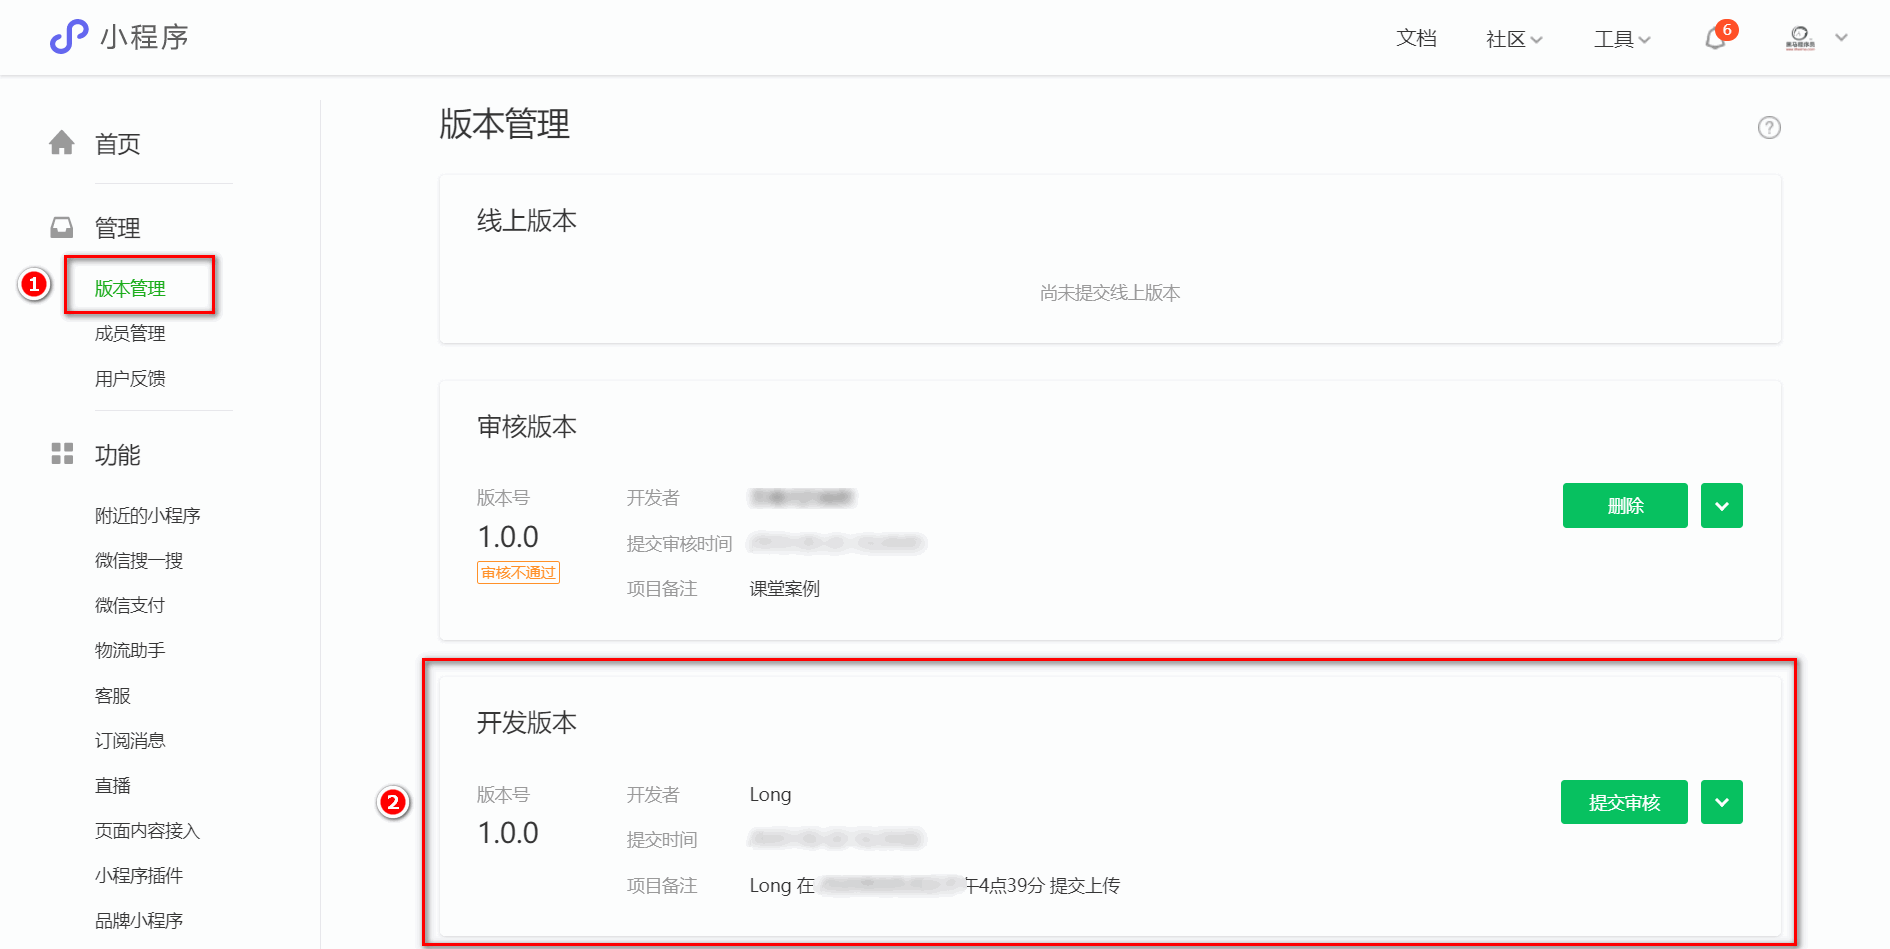 小程序
文档
社区
工具
6
首页
管理
1
版本管理
成员管理
用户反馈
功能
附近的小程序
微信搜一搜
微信支付
物流助手
客服
订阅消息
直播
页面内容接入
小程序插件
品牌小程序
版本管理
?
线上版本
尚未提交线上版本
审核版本
版本号
1.0.0
审核不通过
开发者
提交审核时间
项目备注 课堂案例
删除
2
开发版本
版本号
1.0.0
开发者 Long
提交时间
项目备注 Long 在 午4点39分 提交上传
提交审核